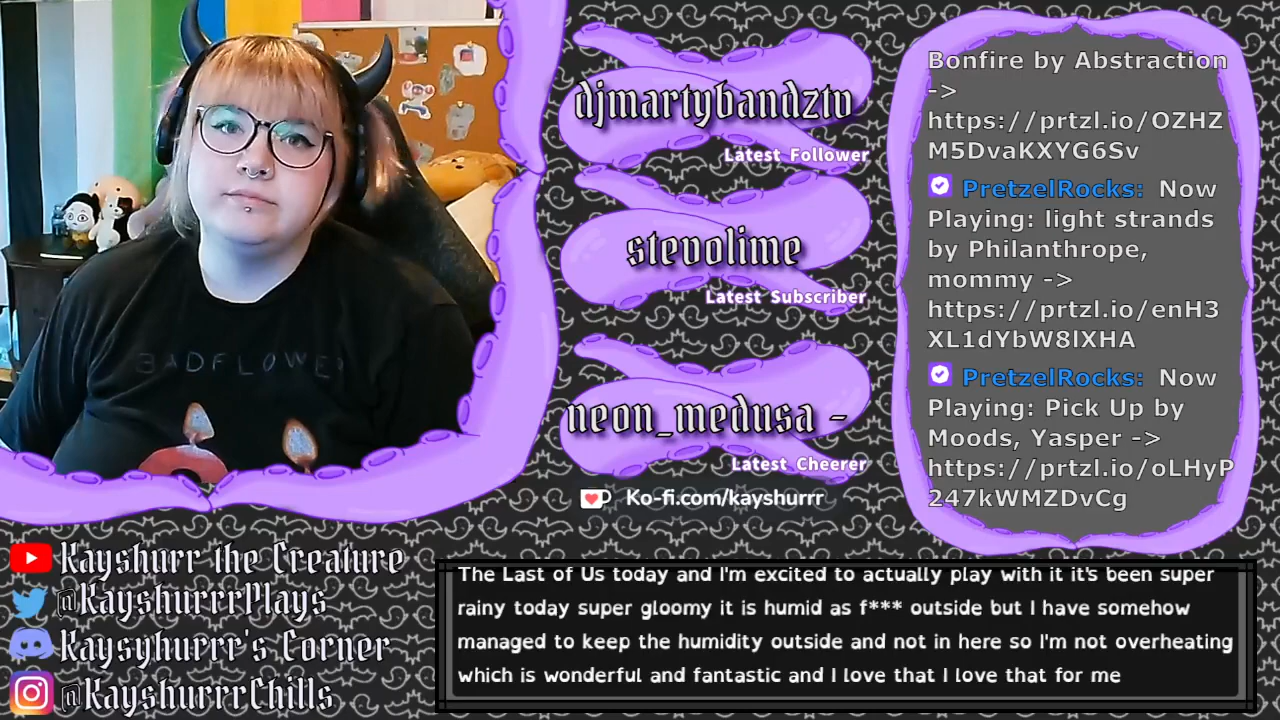 BADFLOWER
djmartybandztv
Latest Follower
stevolime
Latest Subscriber
neon_medusa -
Latest Cheerer
Ko-fi.com/kayshurrr
Bonfire by Abstraction
->
https://prtzl.io/OZHZ
M5DvaKXYG6Sv
PretzelRocks: Now
Playing: light strands
by Philanthrope,
mommy ->
https://prtzl.io/enH3
XL1dYbW8lXHA
PretzelRocks: Now
Playing: Pick Up by
Moods, Yasper ->
https://prtzl.io/oLHyP
247kWMZDvCg
Kayshurr the Creature
@KayshurrrPlays
Kaysyhurrr's Corner
@KayshurrrChills
The Last of Us today and I'm excited to actually play with it it's been super
rainy today super gloomy it is humid as f*** outside but I have somehow
managed to keep the humidity outside and not in here so I'm not overheating
which is wonderful and fantastic and I love that I love that for me